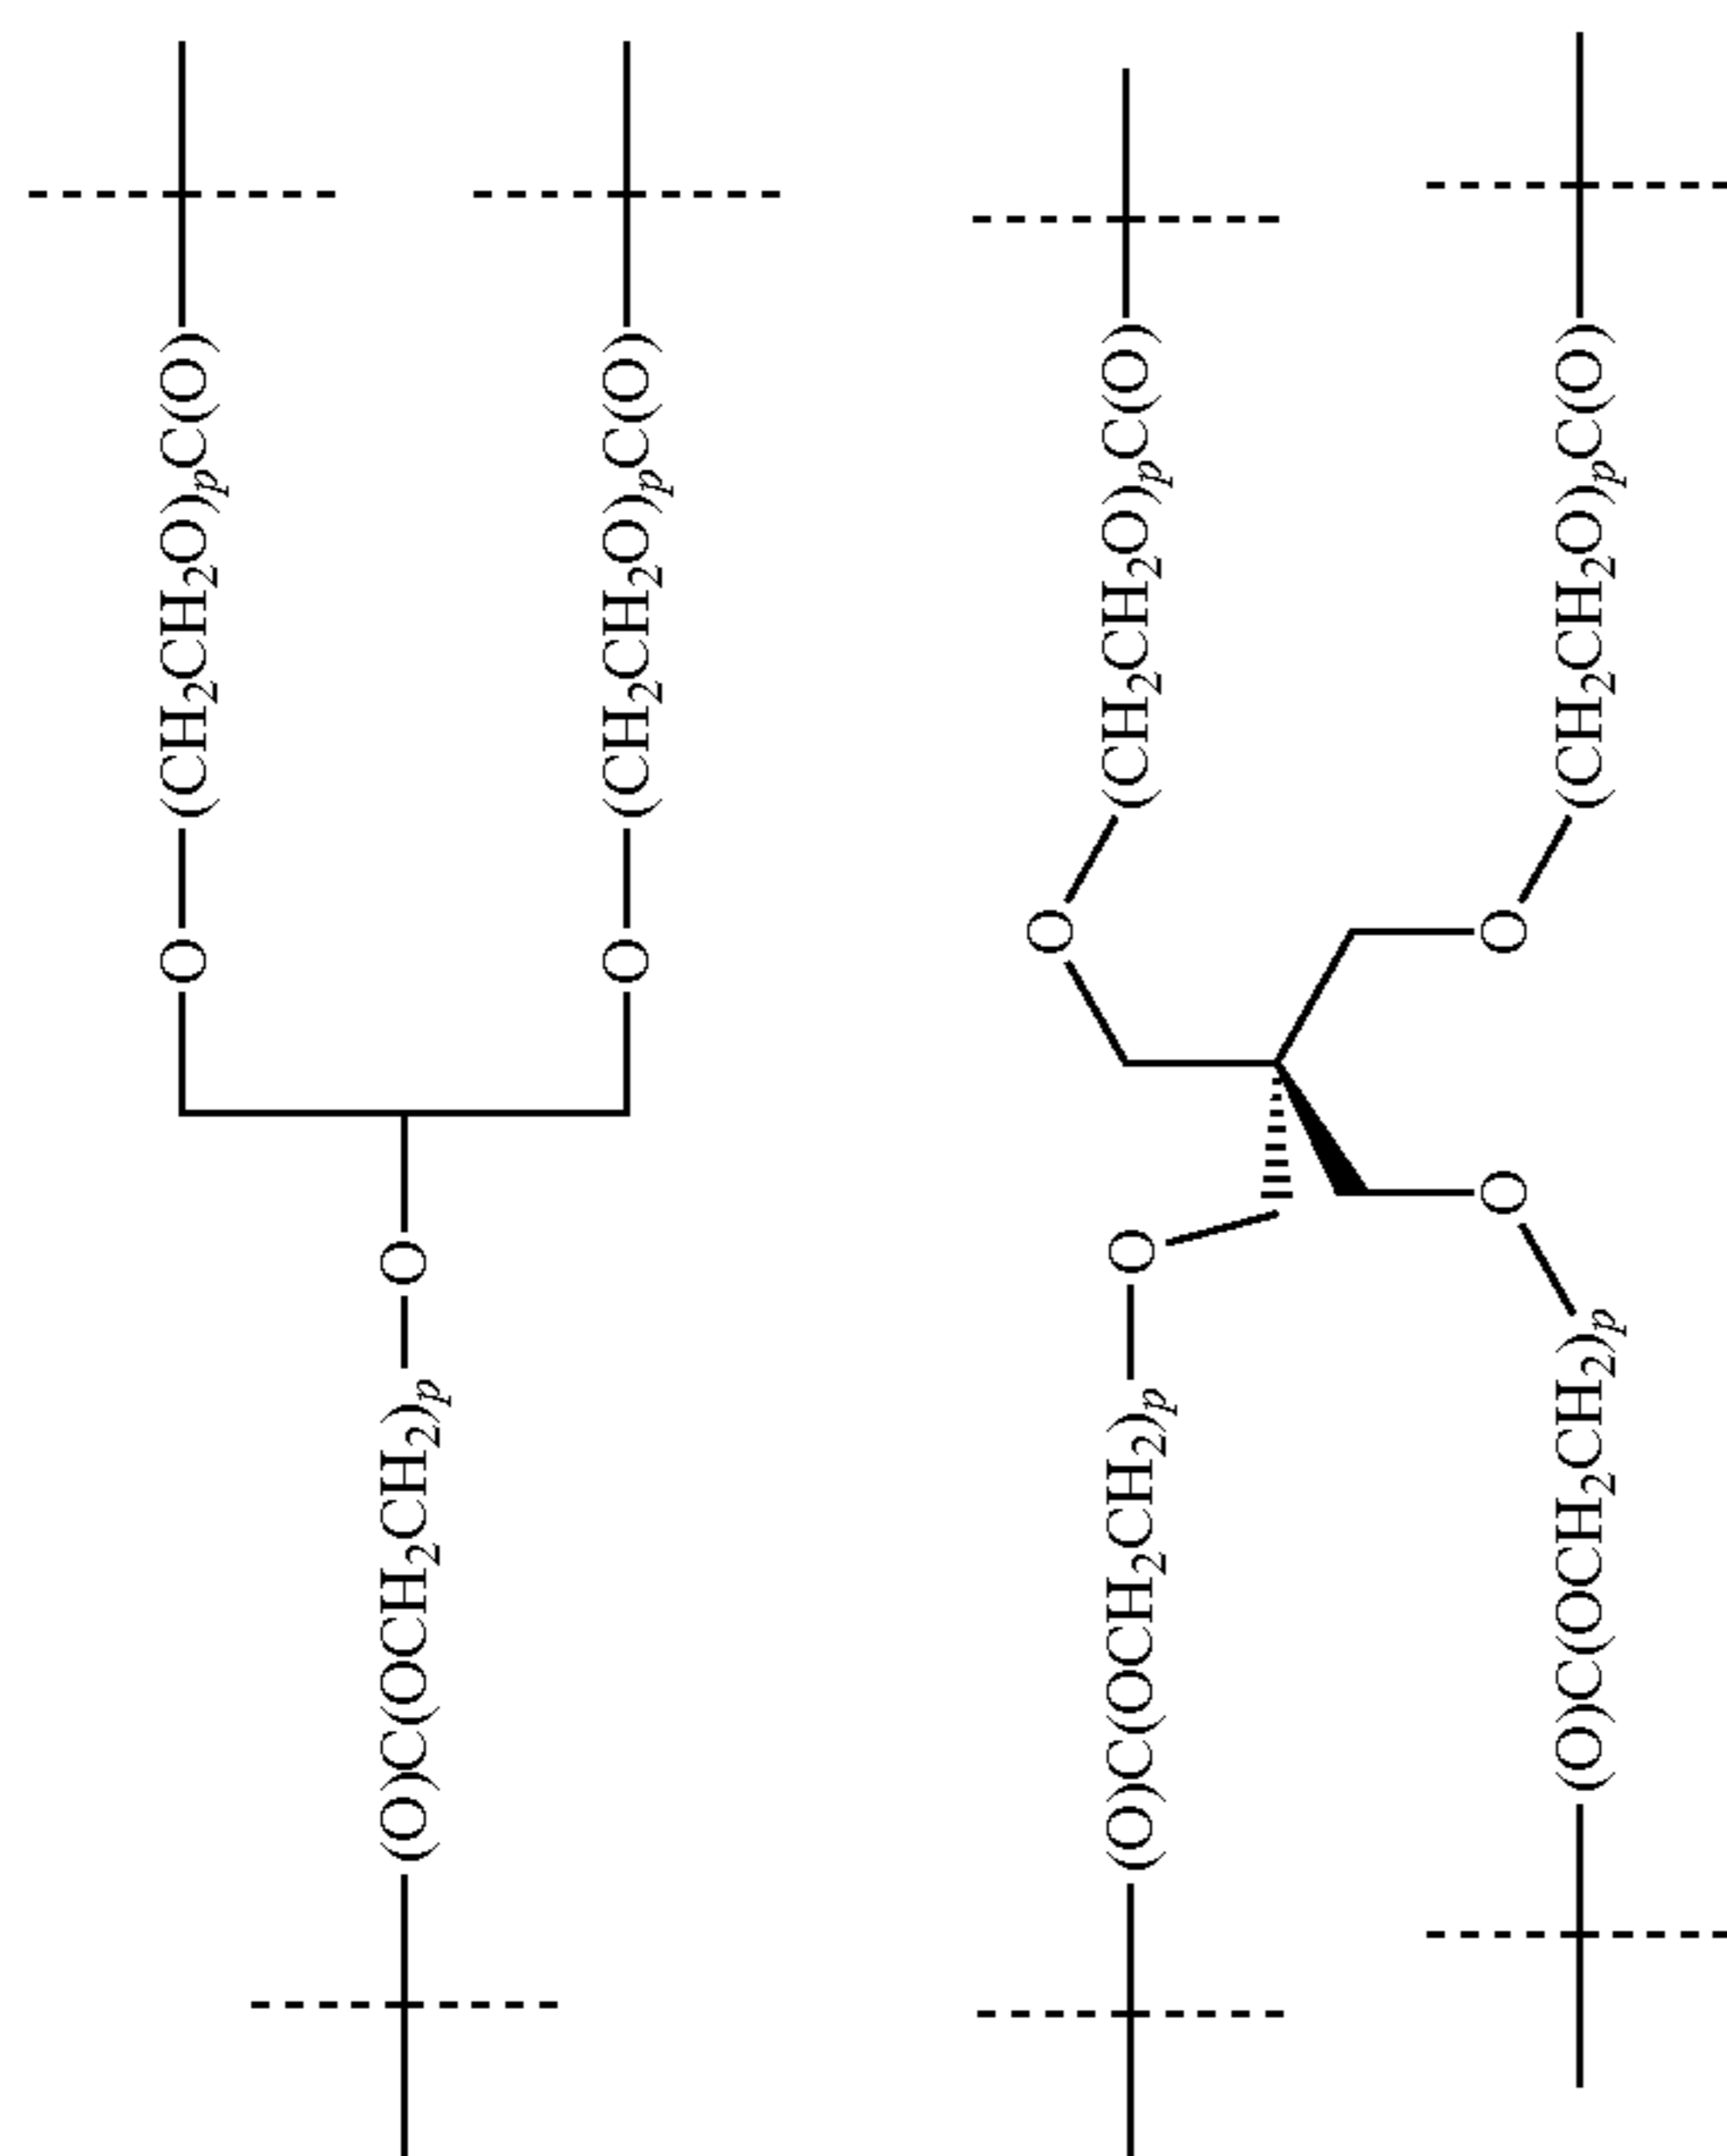 O (CH₂CH₂O)ₚC(O)
(O)C(OCH₂CH₂)ₚ O
O (CH₂CH₂O)ₚC(O)
O
(O)C(OCH₂CH₂)ₚ O (CH₂CH₂O)ₚC(O)
O O
(O)C(OCH₂CH₂)ₚ (CH₂CH₂O)ₚC(O)